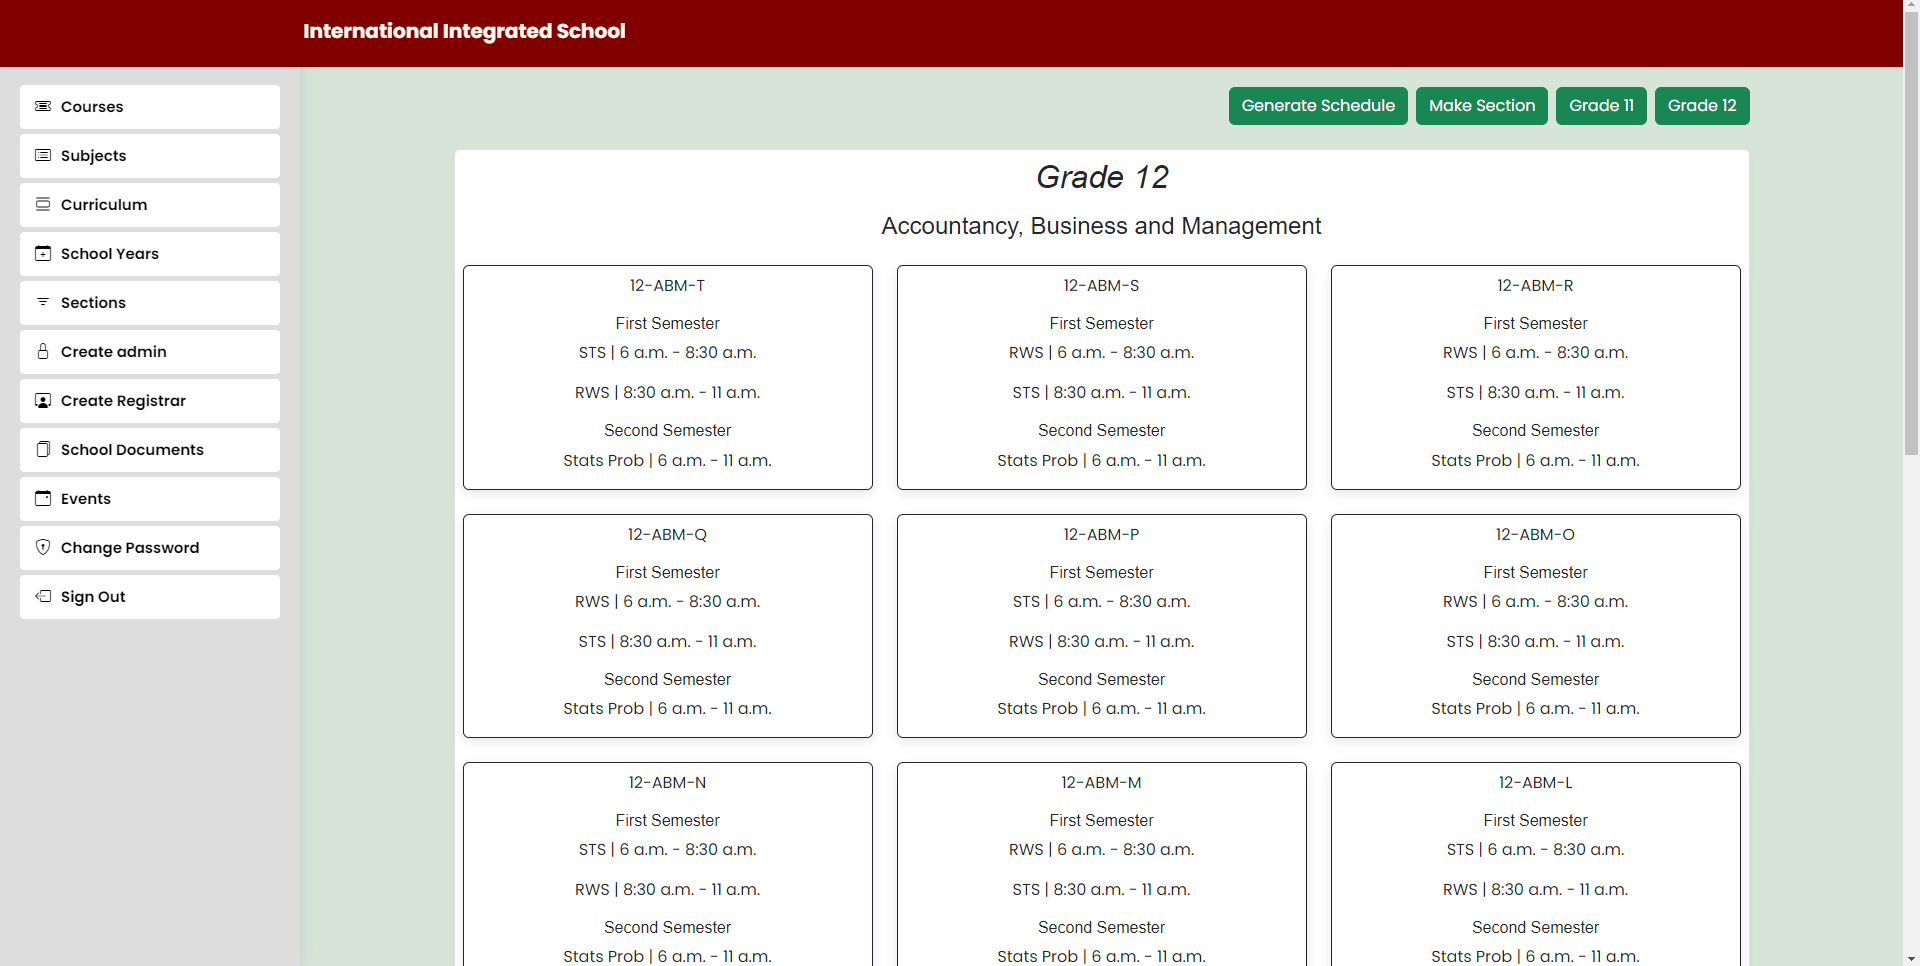 International Integrated School
Courses
Subjects
Curriculum
School Years
Sections
Create admin
Create Registrar
School Documents
Events
Change Password
Sign Out
Generate Schedule
Make Section
Grade 11
Grade 12
Grade 12
Accountancy, Business and Management
12-ABM-T
First Semester
STS | 6 a.m. - 8:30 a.m.
RWS | 8:30 a.m. - 11 a.m.
Second Semester
Stats Prob | 6 a.m. - 11 a.m.
12-ABM-S
First Semester
RWS | 6 a.m. - 8:30 a.m.
STS | 8:30 a.m. - 11 a.m.
Second Semester
Stats Prob | 6 a.m. - 11 a.m.
12-ABM-R
First Semester
RWS | 6 a.m. - 8:30 a.m.
STS | 8:30 a.m. - 11 a.m.
Second Semester
Stats Prob | 6 a.m. - 11 a.m.
12-ABM-Q
First Semester
RWS | 6 a.m. - 8:30 a.m.
STS | 8:30 a.m. - 11 a.m.
Second Semester
Stats Prob | 6 a.m. - 11 a.m.
12-ABM-P
First Semester
STS | 6 a.m. - 8:30 a.m.
RWS | 8:30 a.m. - 11 a.m.
Second Semester
Stats Prob | 6 a.m. - 11 a.m.
12-ABM-O
First Semester
RWS | 6 a.m. - 8:30 a.m.
STS | 8:30 a.m. - 11 a.m.
Second Semester
Stats Prob | 6 a.m. - 11 a.m.
12-ABM-N
First Semester
STS | 6 a.m. - 8:30 a.m.
RWS | 8:30 a.m. - 11 a.m.
Second Semester
Stats Prob | 6 a.m. - 11 a.m.
12-ABM-M
First Semester
RWS | 6 a.m. - 8:30 a.m.
STS | 8:30 a.m. - 11 a.m.
Second Semester
Stats Prob | 6 a.m. - 11 a.m.
12-ABM-L
First Semester
STS | 6 a.m. - 8:30 a.m.
RWS | 8:30 a.m. - 11 a.m.
Second Semester
Stats Prob | 6 a.m. - 11 a.m.